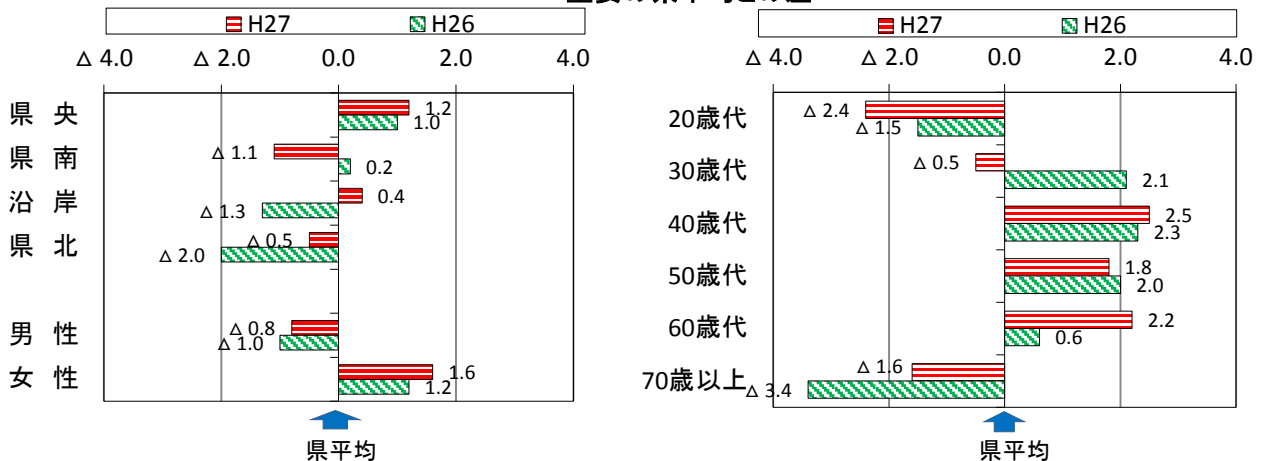 H27 H26
△ 4.0 △ 2.0 0.0 2.0 4.0
県 央 1.2
1.0
県 南 △ 1.1
0.2
沿 岸 0.4
△ 1.3
県 北 △ 0.5
△ 2.0
男 性 △ 0.8
△ 1.0
女 性 1.6
1.2
県平均
H27 H26
△ 4.0 △ 2.0 0.0 2.0 4.0
20歳代 △ 2.4
△ 1.5
30歳代 △ 0.5
2.1
40歳代 2.5
2.3
50歳代 1.8
2.0
60歳代 2.2
0.6
70歳以上 △ 1.6
△ 3.4
県平均